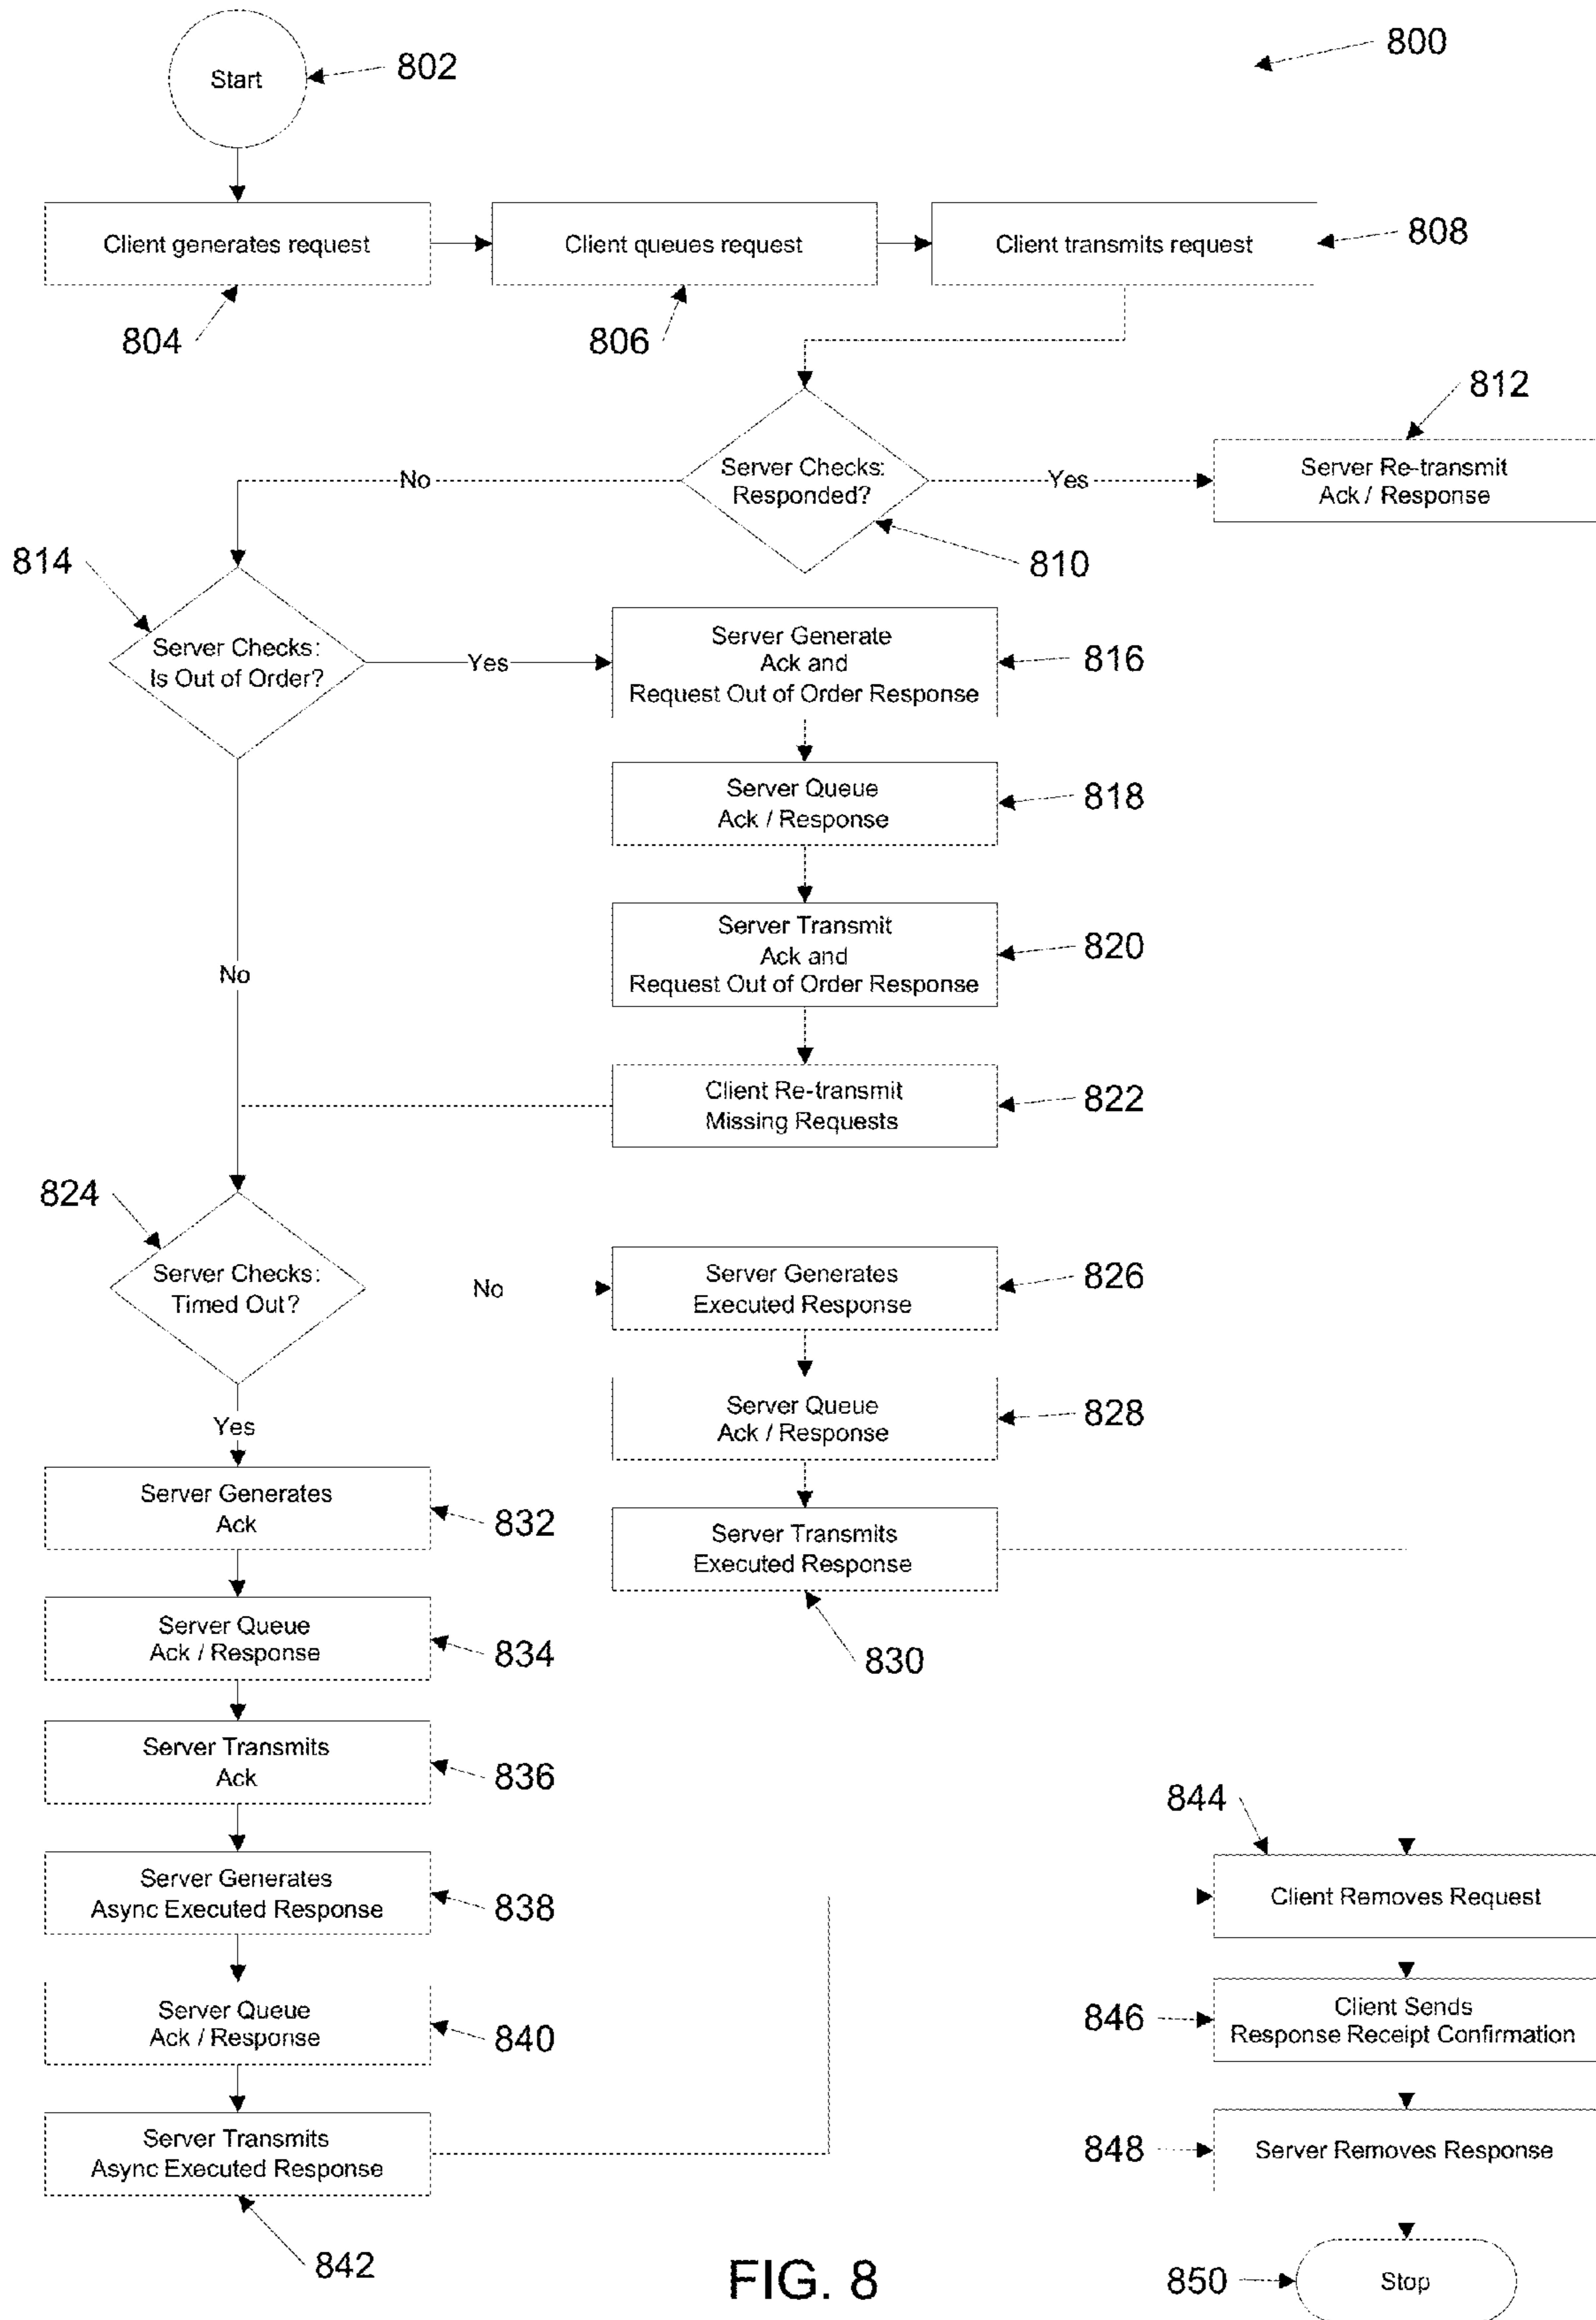 800
Start
802
Client generates request
Client queues request
Client transmits request
808
804
806
812
Server Checks:
Responded?
No
Yes
Server Re-transmit
Ack / Response
810
814
Server Checks:
Is Out of Order?
Yes
Server Generate
Ack and
Request Out of Order Response
816
Server Queue
Ack / Response
818
No
Server Transmit
Ack and
Request Out of Order Response
820
Client Re-transmit
Missing Requests
822
824
Server Checks:
Timed Out?
No
Server Generates
Executed Response
826
Yes
Server Queue
Ack / Response
828
Server Generates
Ack
832
Server Transmits
Executed Response
830
Server Queue
Ack / Response
834
Server Transmits
Ack
836
Server Generates
Async Executed Response
838
Server Queue
Ack / Response
840
Server Transmits
Async Executed Response
842
844
Client Removes Request
846
Client Sends
Response Receipt Confirmation
848
Server Removes Response
850
Stop
FIG. 8